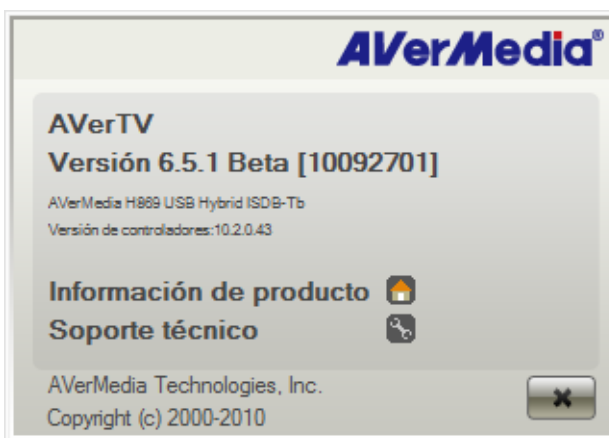 AVerMedia®
AVerTV
Versión 6.5.1 Beta [10092701]
AVerMedia H869 USB Hybrid ISDB-Tb
Versión de controladores:10.2.0.43
Información de producto
Soporte técnico
AVerMedia Technologies, Inc.
Copyright (c) 2000-2010